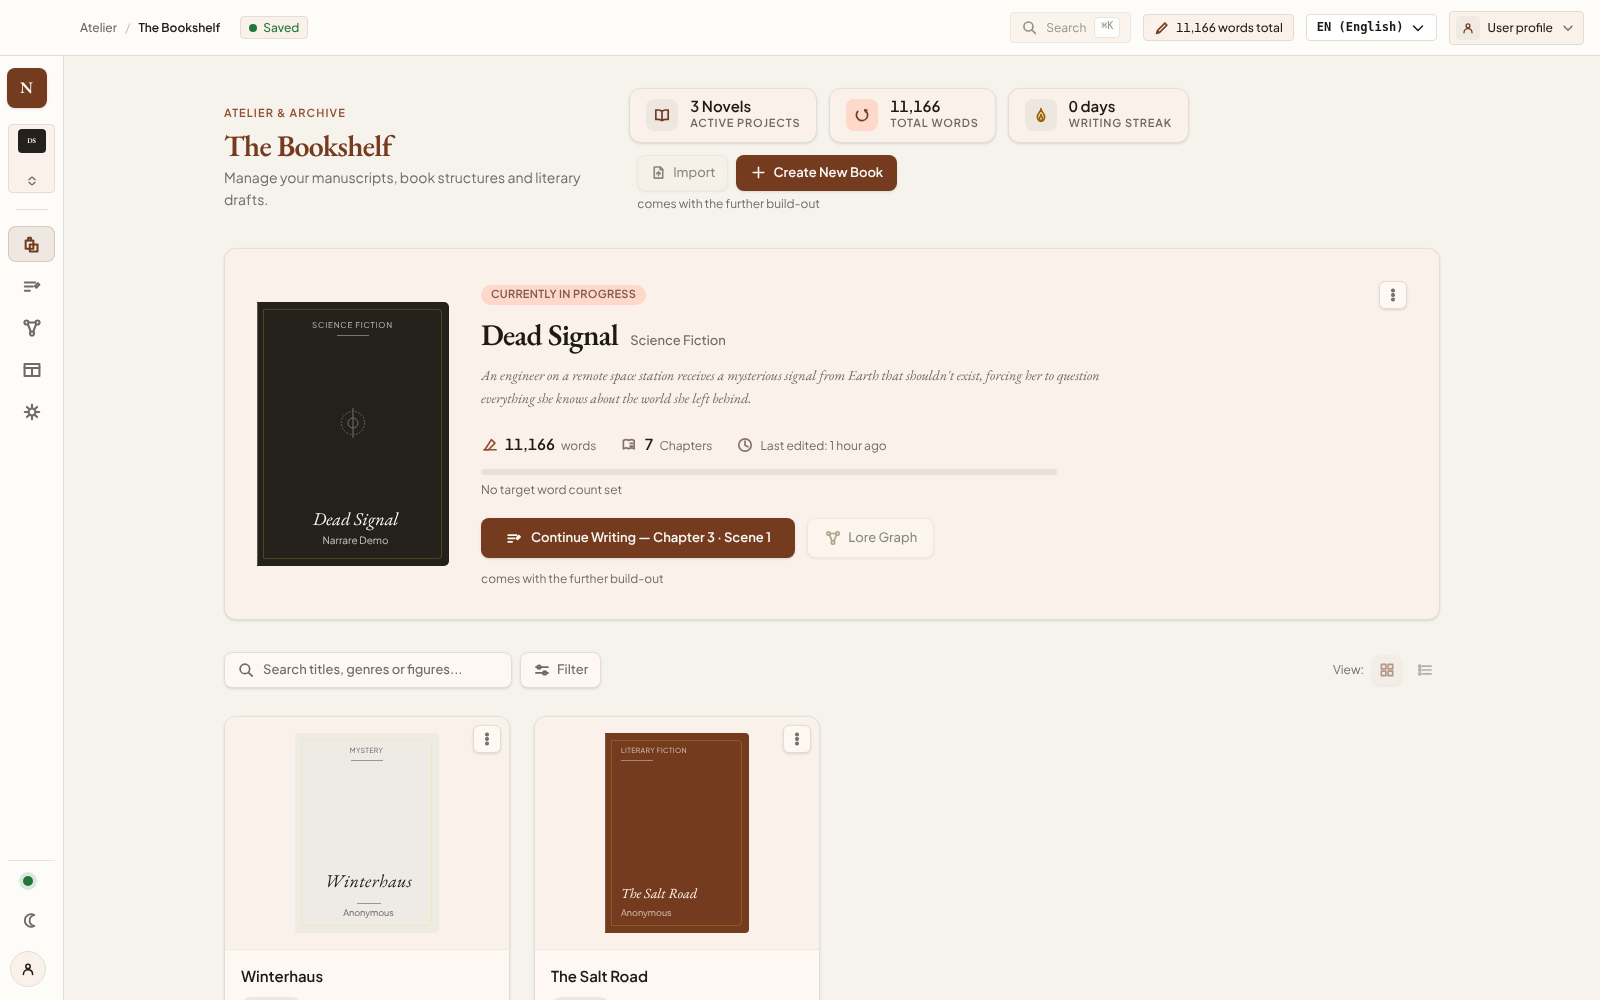 Atelier / The Bookshelf
Saved
Search ⌘K
11,166 words total
EN (English)
User profile
N
DS
ATELIER & ARCHIVE
The Bookshelf
Manage your manuscripts, book structures and literary
drafts.
3 Novels
ACTIVE PROJECTS
11,166
TOTAL WORDS
0 days
WRITING STREAK
Import
Create New Book
comes with the further build-out
SCIENCE FICTION
Dead Signal
Narrare Demo
CURRENTLY IN PROGRESS
Dead Signal Science Fiction
An engineer on a remote space station receives a mysterious signal from Earth that shouldn't exist, forcing her to question
everything she knows about the world she left behind.
11,166 words 7 Chapters Last edited: 1 hour ago
No target word count set
Continue Writing — Chapter 3 · Scene 1
Lore Graph
comes with the further build-out
Search titles, genres or figures...
Filter
View:
MYSTERY
Winterhaus
Anonymous
Winterhaus
LITERARY FICTION
The Salt Road
Anonymous
The Salt Road